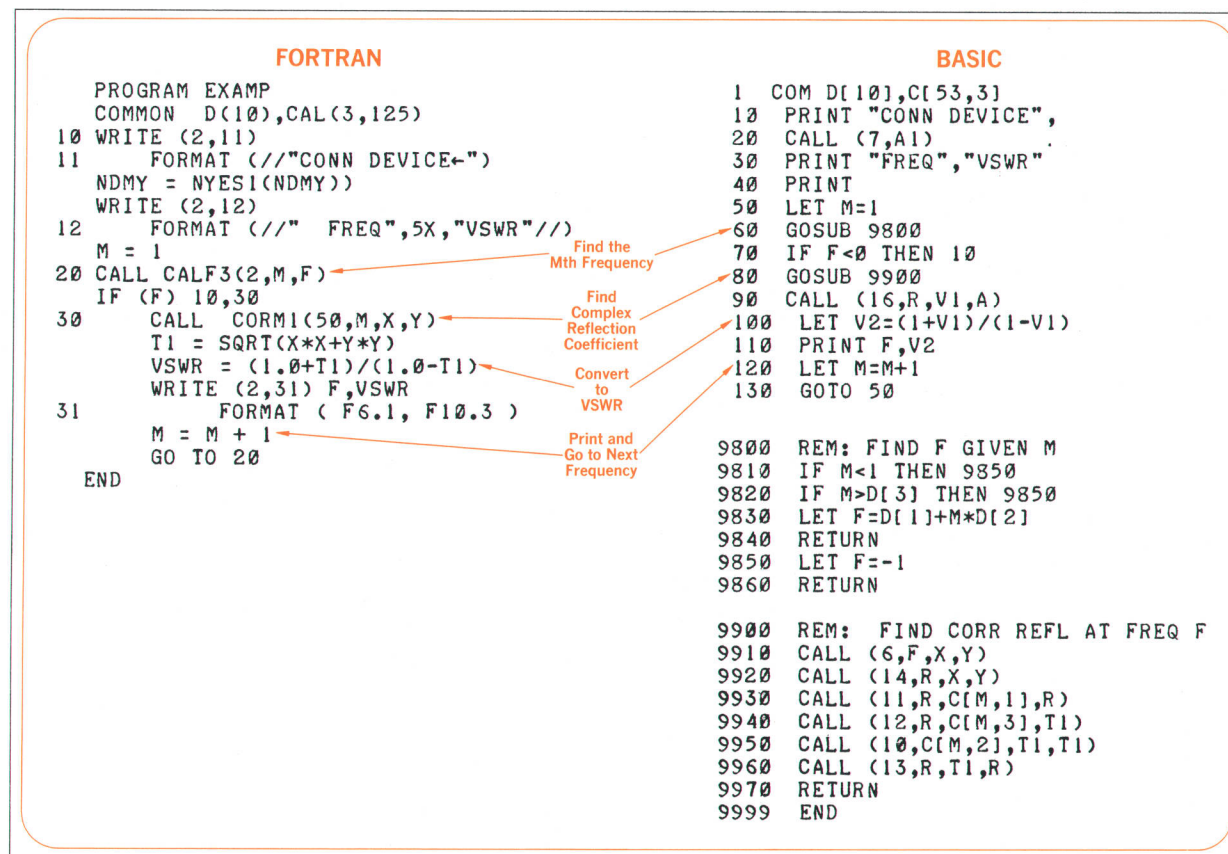 FORTRAN
PROGRAM EXAMP
COMMON D(10),CAL(3,125)
10 WRITE (2,11)
11 FORMAT (//"CONN DEVICE←")
NDMY = NYES1(NDMY))
WRITE (2,12)
12 FORMAT (//" FREQ",5X,"VSWR"//)
M = 1
20 CALL CALF3(2,M,F)
IF (F) 10,30
30 CALL CORM1(50,M,X,Y)
T1 = SQRT(X*X+Y*Y)
VSWR = (1.0+T1)/(1.0-T1)
WRITE (2,31) F,VSWR
31 FORMAT ( F6.1, F10.3 )
M = M + 1
GO TO 20
END
Find the
Mth Frequency
Find
Complex
Reflection
Coefficient
Convert
to
VSWR
Print and
Go to Next
Frequency
BASIC
1 COM D[10],C[53,3]
10 PRINT "CONN DEVICE",
20 CALL (7,A1)
30 PRINT "FREQ","VSWR"
40 PRINT
50 LET M=1
60 GOSUB 9800
70 IF F<0 THEN 10
80 GOSUB 9900
90 CALL (16,R,V1,A)
100 LET V2=(1+V1)/(1-V1)
110 PRINT F,V2
120 LET M=M+1
130 GOTO 50
9800 REM: FIND F GIVEN M
9810 IF M<1 THEN 9850
9820 IF M>D[3] THEN 9850
9830 LET F=D[1]+M*D[2]
9840 RETURN
9850 LET F=-1
9860 RETURN
9900 REM: FIND CORR REFL AT FREQ F
9910 CALL (6,F,X,Y)
9920 CALL (14,R,X,Y)
9930 CALL (11,R,C[M,1],R)
9940 CALL (12,R,C[M,3],T1)
9950 CALL (10,C[M,2],T1,T1)
9960 CALL (13,R,T1,R)
9970 RETURN
9999 END